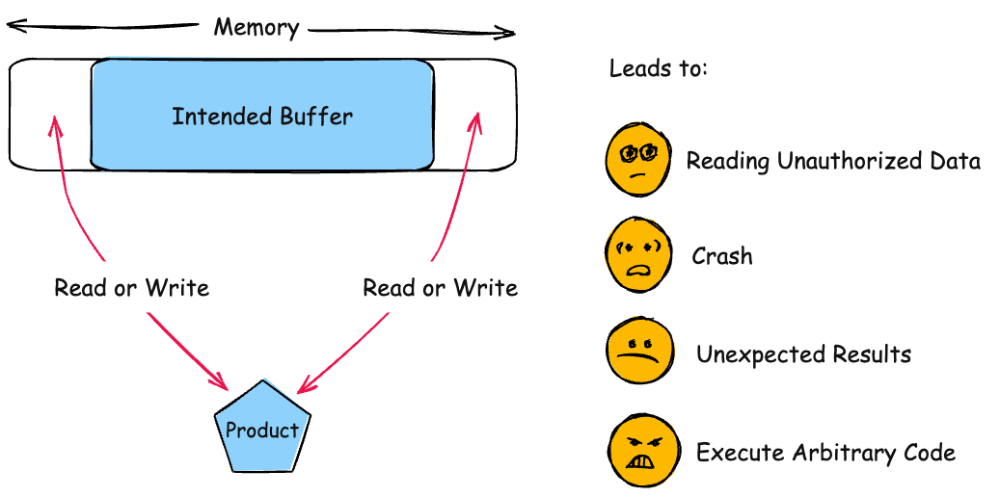 Memory
Intended Buffer
Read or Write
Read or Write
Product
Leads to:
Reading Unauthorized Data
Crash
Unexpected Results
Execute Arbitrary Code